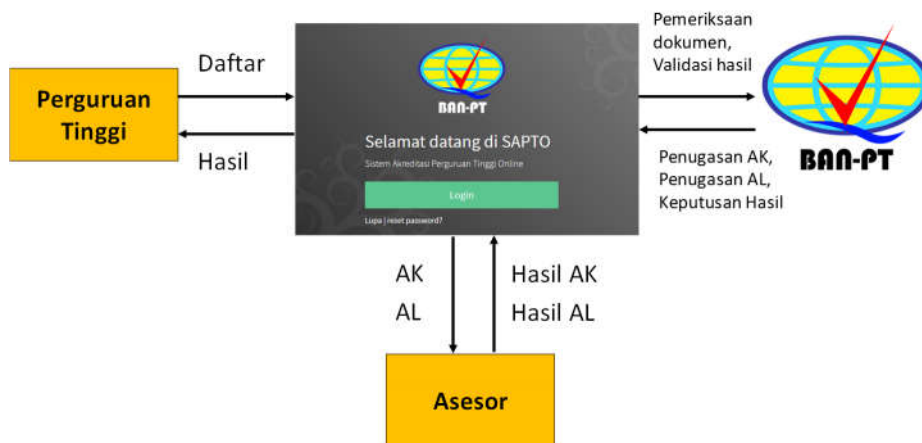 Perguruan
Tinggi
Daftar
Hasil
BAN-PT
Selamat datang di SAPTO
Sistem Akreditasi Perguruan Tinggi Online
Login
Lupa | reset password?
Pemeriksaan
dokumen,
Validasi hasil
Penugasan AK,
Penugasan AL,
Keputusan Hasil
BAN-PT
AK
AL
Hasil AK
Hasil AL
Asesor